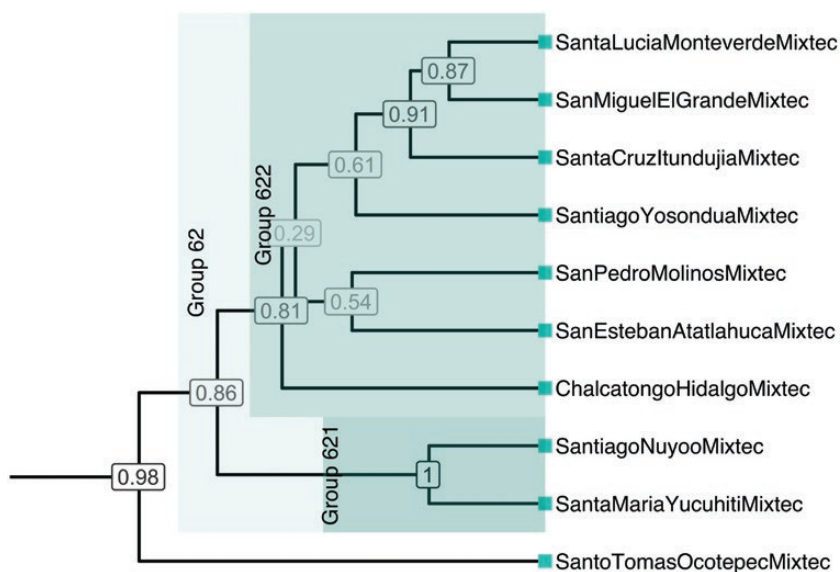 SantaLuciaMonteverdeMixtec
0.87
SanMiguelElGrandeMixtec
0.91
SantaCruzItundujiaMixtec
0.61
SantiagoYosonduaMixtec
Group 622
0.29
Group 62
SanPedroMolinosMixtec
0.54
0.81
SanEstebanAtatlahucaMixtec
ChalcatongoHidalgoMixtec
0.86
SantiagoNuyooMixtec
Group 621
1
0.98
SantaMariaYucuhitiMixtec
SantoTomasOcotepecMixtec